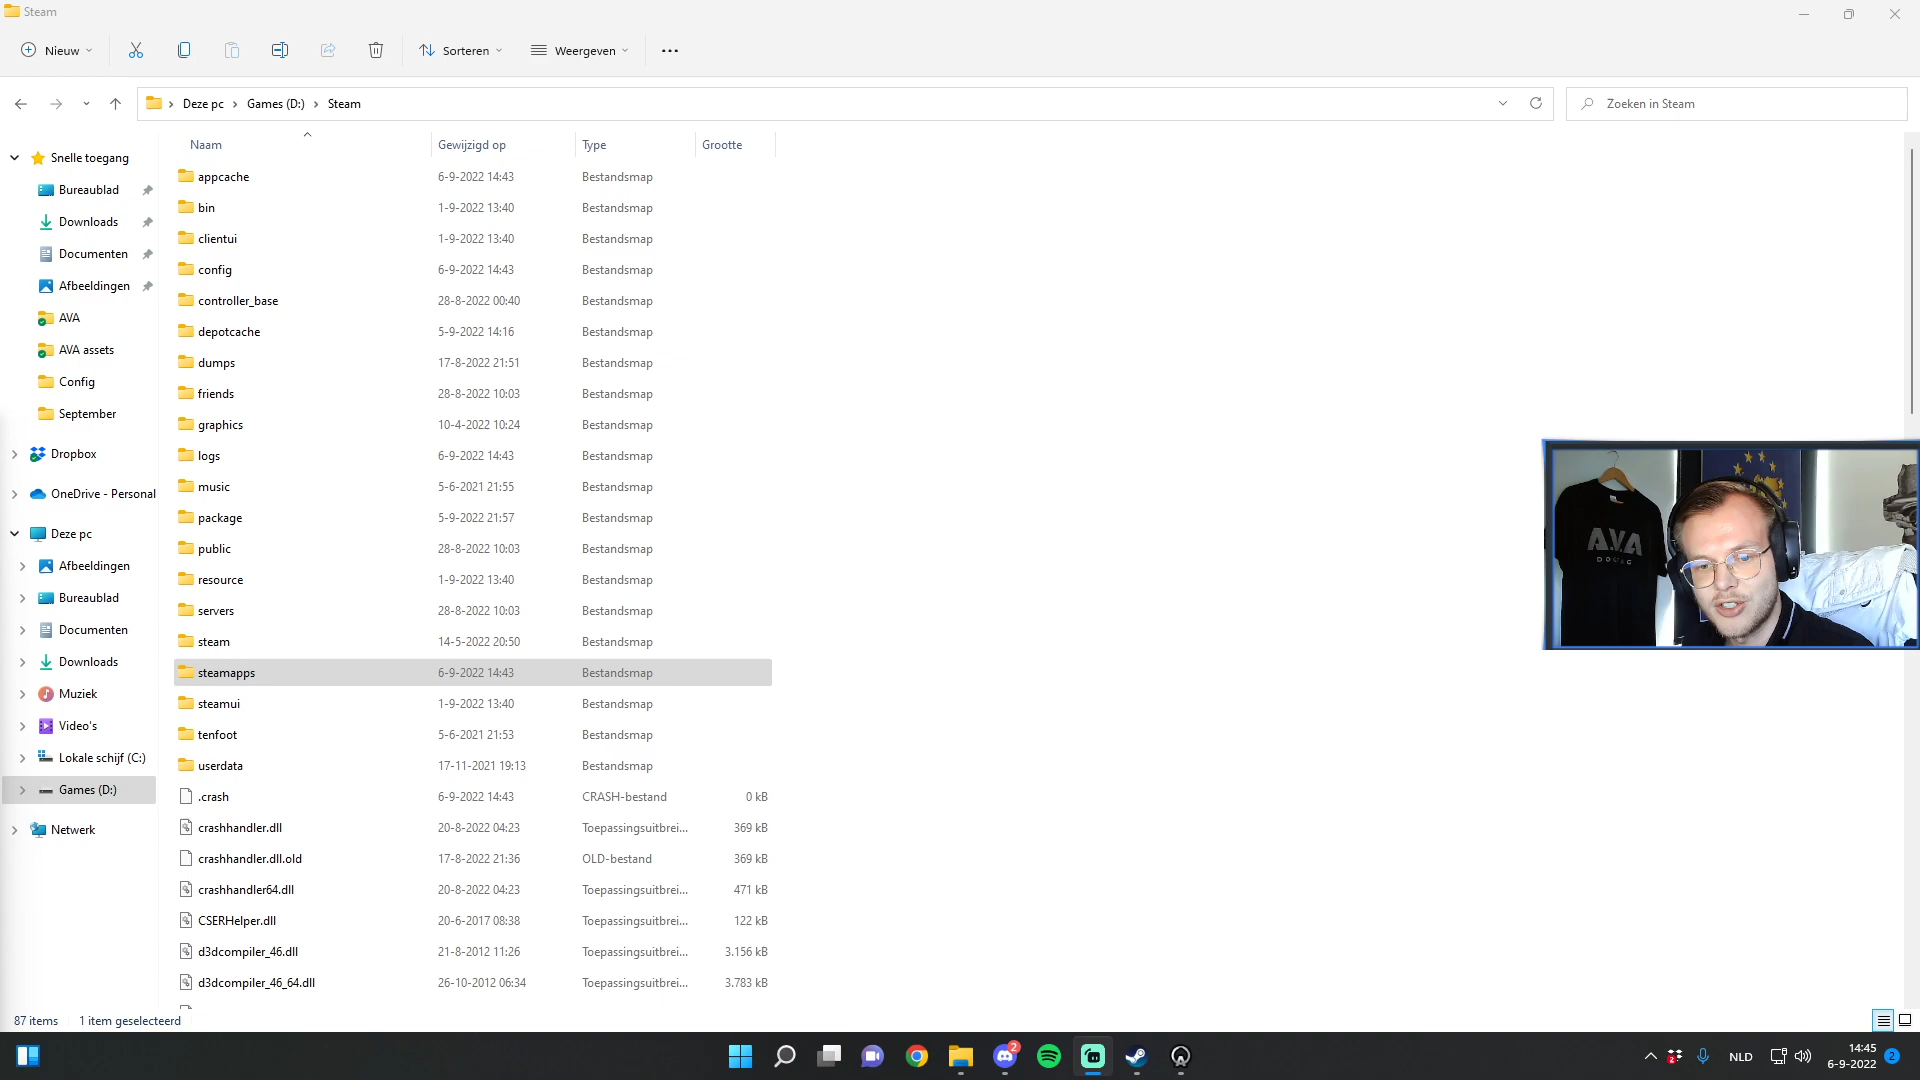 Steam
Nieuw
Sorteren
Weergeven
Deze pc
Games (D:)
Steam
Zoeken in Steam
Naam
Gewijzigd op
Type
Grootte
Snelle toegang
Bureaublad
Downloads
Documenten
Afbeeldingen
AVA
AVA assets
Config
September
Dropbox
OneDrive - Personal
Deze pc
Afbeeldingen
Bureaublad
Documenten
Downloads
Muziek
Video's
Lokale schijf (C:)
Games (D:)
Netwerk
appcache 6-9-2022 14:43 Bestandsmap
bin 1-9-2022 13:40 Bestandsmap
clientui 1-9-2022 13:40 Bestandsmap
config 6-9-2022 14:43 Bestandsmap
controller_base 28-8-2022 00:40 Bestandsmap
depotcache 5-9-2022 14:16 Bestandsmap
dumps 17-8-2022 21:51 Bestandsmap
friends 28-8-2022 10:03 Bestandsmap
graphics 10-4-2022 10:24 Bestandsmap
logs 6-9-2022 14:43 Bestandsmap
music 5-6-2021 21:55 Bestandsmap
package 5-9-2022 21:57 Bestandsmap
public 28-8-2022 10:03 Bestandsmap
resource 1-9-2022 13:40 Bestandsmap
servers 28-8-2022 10:03 Bestandsmap
steam 14-5-2022 20:50 Bestandsmap
steamapps 6-9-2022 14:43 Bestandsmap
steamui 1-9-2022 13:40 Bestandsmap
tenfoot 5-6-2021 21:53 Bestandsmap
userdata 17-11-2021 19:13 Bestandsmap
.crash 6-9-2022 14:43 CRASH-bestand 0 kB
crashhandler.dll 20-8-2022 04:23 Toepassingsuitbrei... 369 kB
crashhandler.dll.old 17-8-2022 21:36 OLD-bestand 369 kB
crashhandler64.dll 20-8-2022 04:23 Toepassingsuitbrei... 471 kB
CSERHelper.dll 20-6-2017 08:38 Toepassingsuitbrei... 122 kB
d3dcompiler_46.dll 21-8-2012 11:26 Toepassingsuitbrei... 3.156 kB
d3dcompiler_46_64.dll 26-10-2012 06:34 Toepassingsuitbrei... 3.783 kB
AVA
87 items
1 item geselecteerd
2
2
NLD
14:45
6-9-2022
2